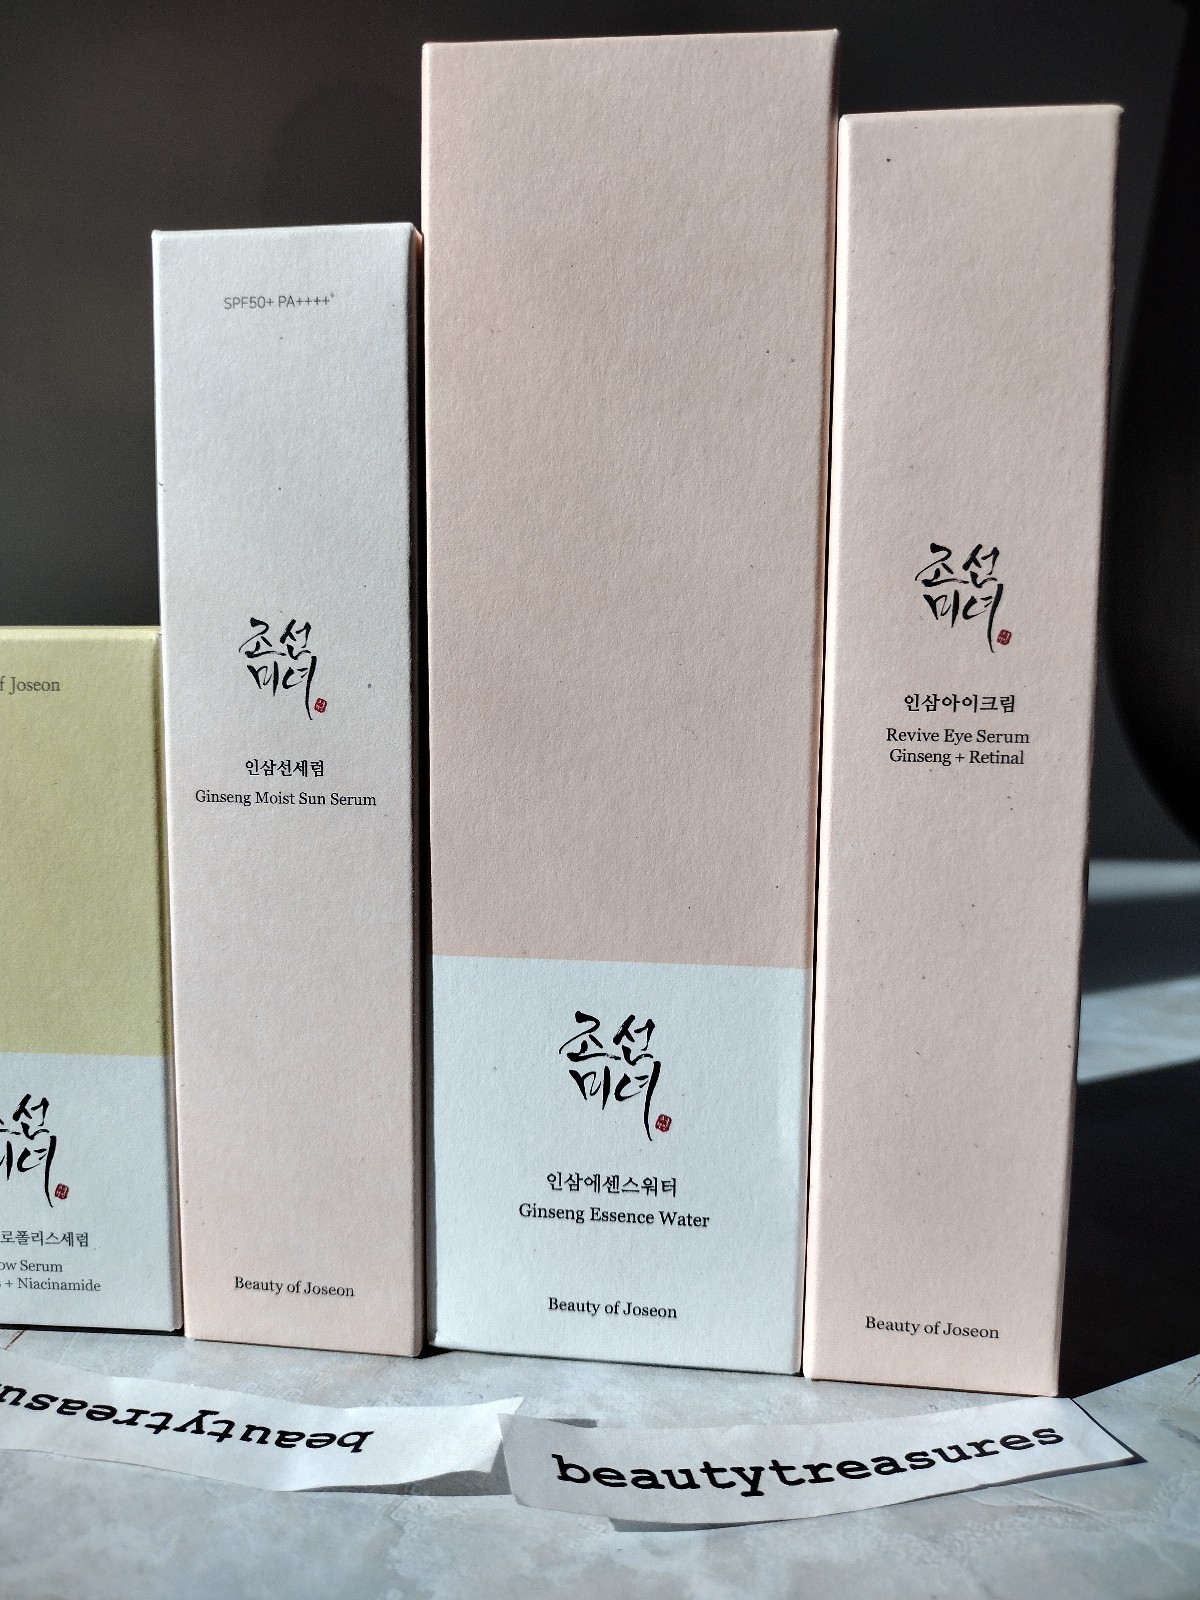 f Joseon
선
녀
로폴리스세럼
ow Serum
+ Niacinamide
SPF50+ PA++++
조선
미녀
인삼선세럼
Ginseng Moist Sun Serum
Beauty of Joseon
조선
미녀
인삼에센스워터
Ginseng Essence Water
Beauty of Joseon
조선
미녀
인삼아이크림
Revive Eye Serum
Ginseng + Retinal
Beauty of Joseon
beautytreasu
beautytreasures